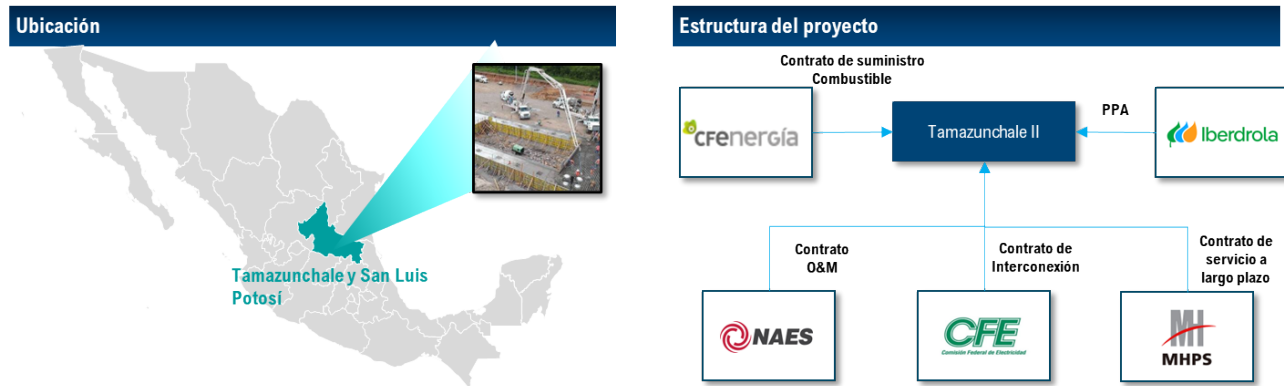 Ubicación
Tamazunchale y San Luis
Potosí
Estructura del proyecto
Contrato de suministro
Combustible
CFEnergía
Tamazunchale II
PPA
Iberdrola
Contrato
O&M
Contrato de
Interconexión
Contrato de
servicio a
largo plazo
NAES
CFE
Comisión Federal de Electricidad
MH
MHPS